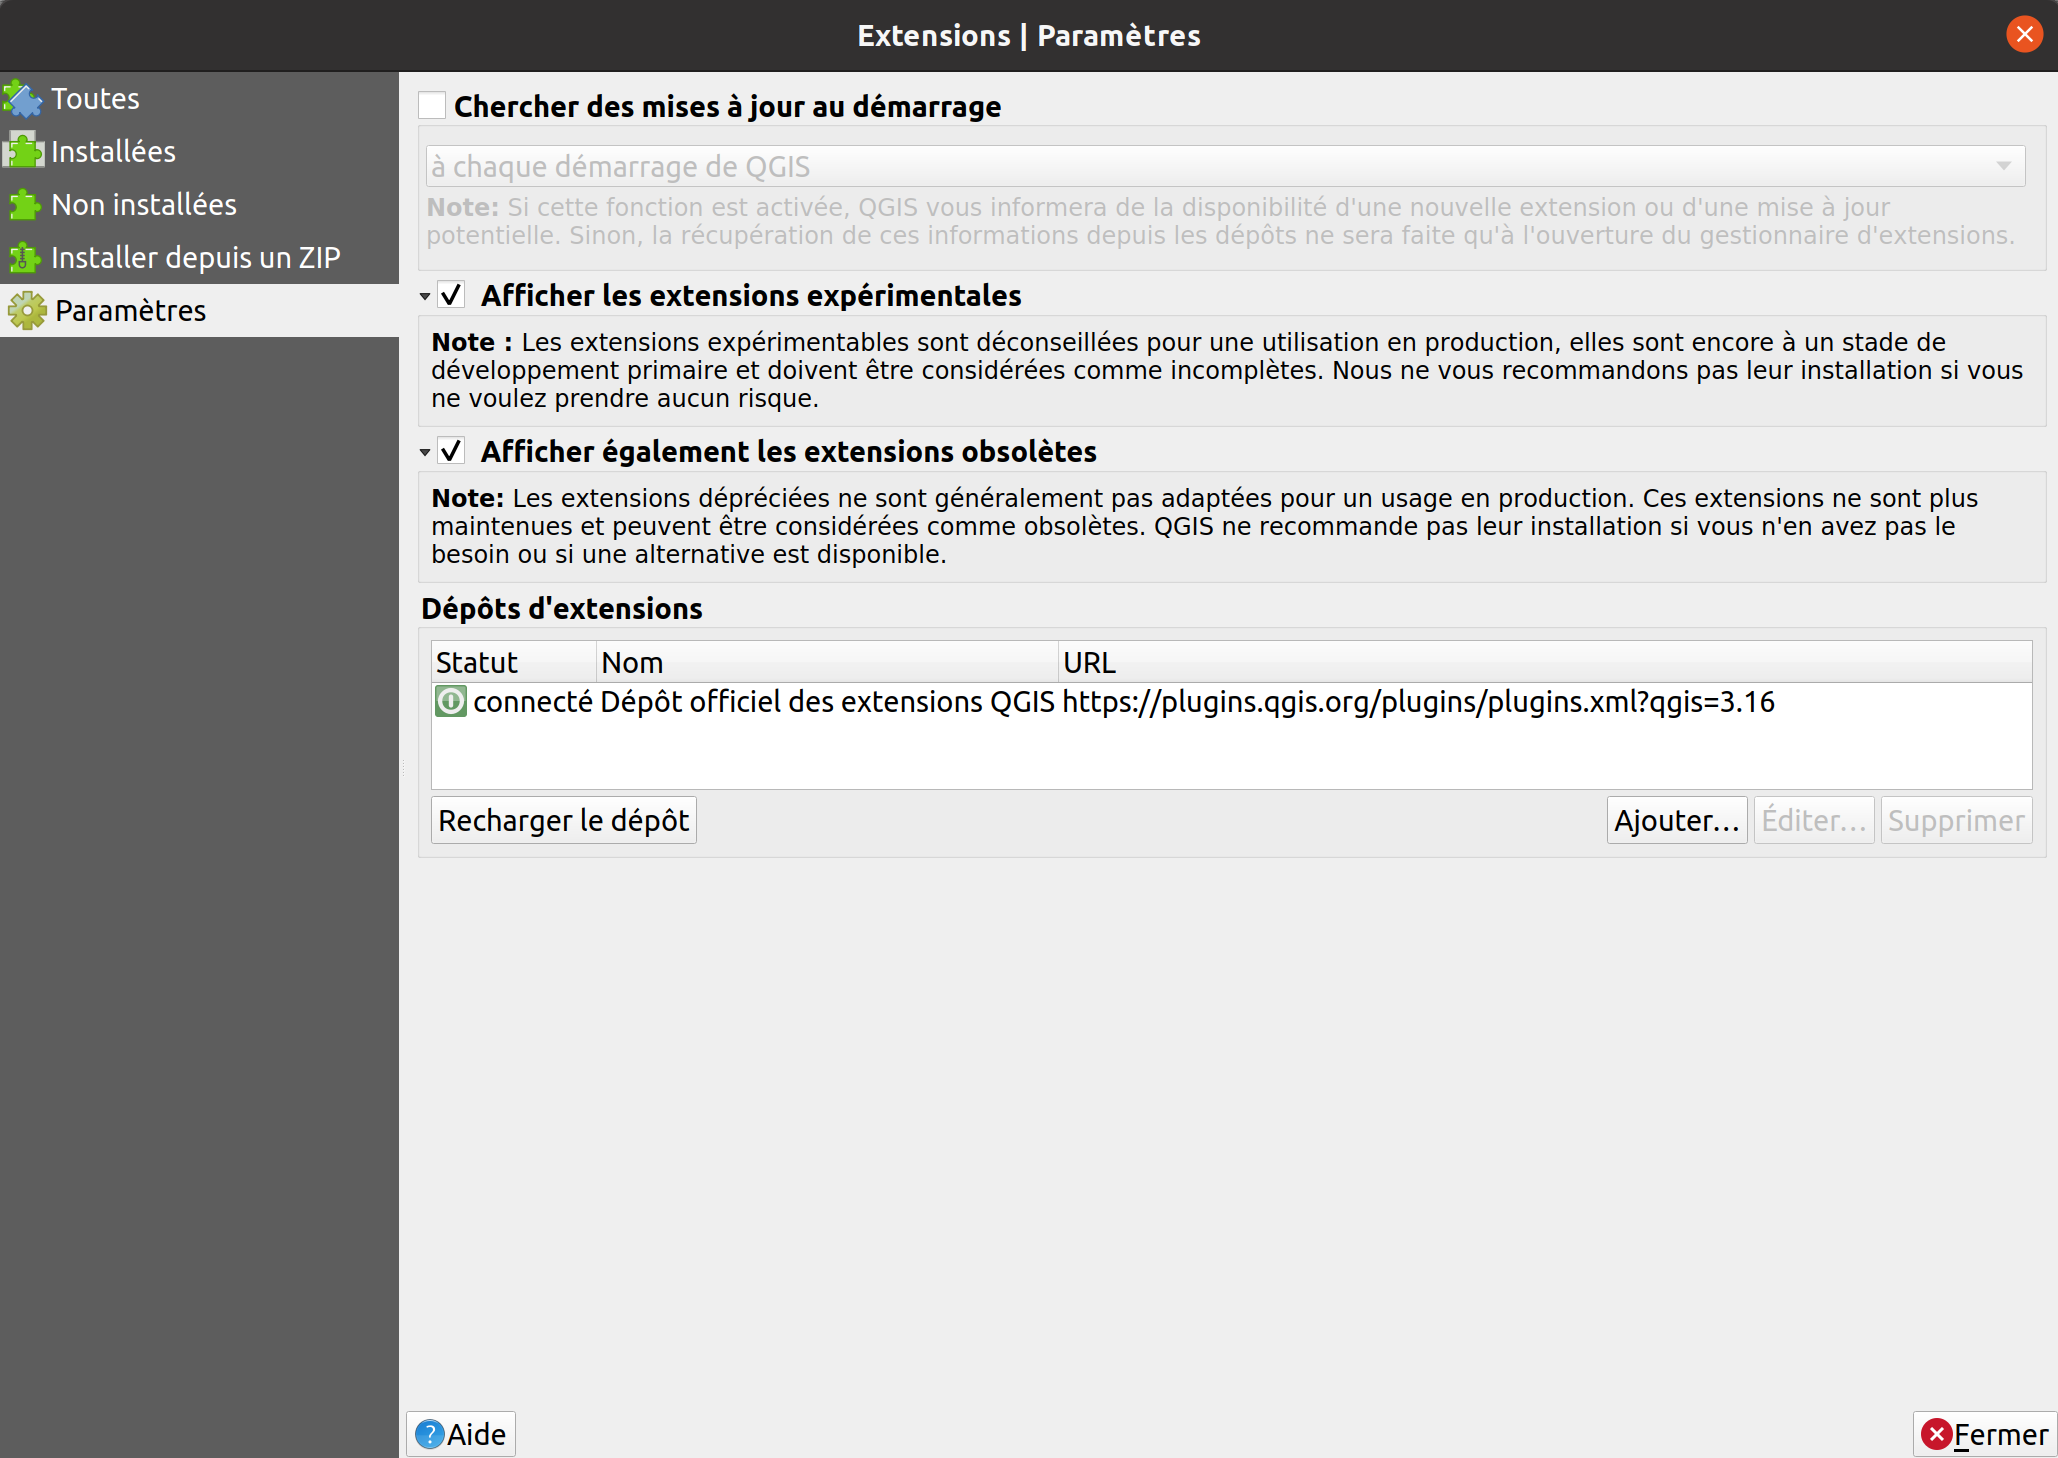 Extensions | Paramètres
Toutes
Installées
Non installées
Installer depuis un ZIP
Paramètres
Chercher des mises à jour au démarrage
à chaque démarrage de QGIS
Note: Si cette fonction est activée, QGIS vous informera de la disponibilité d'une nouvelle extension ou d'une mise à jour
potentielle. Sinon, la récupération de ces informations depuis les dépôts ne sera faite qu'à l'ouverture du gestionnaire d'extensions.
Afficher les extensions expérimentales
Note : Les extensions expérimentables sont déconseillées pour une utilisation en production, elles sont encore à un stade de
développement primaire et doivent être considérées comme incomplètes. Nous ne vous recommandons pas leur installation si vous
ne voulez prendre aucun risque.
Afficher également les extensions obsolètes
Note: Les extensions dépréciées ne sont généralement pas adaptées pour un usage en production. Ces extensions ne sont plus
maintenues et peuvent être considérées comme obsolètes. QGIS ne recommande pas leur installation si vous n'en avez pas le
besoin ou si une alternative est disponible.
Dépôts d'extensions
Statut Nom URL
connecté Dépôt officiel des extensions QGIS https://plugins.qgis.org/plugins/plugins.xml?qgis=3.16
Recharger le dépôt Ajouter... Éditer... Supprimer
Aide Fermer